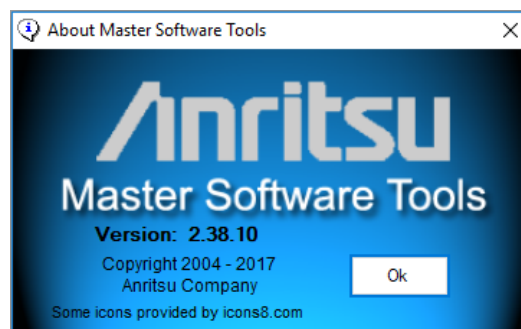 About Master Software Tools
Anritsu
Master Software Tools
Version: 2.38.10
Copyright 2004 - 2017
Anritsu Company
Ok
Some icons provided by icons8.com